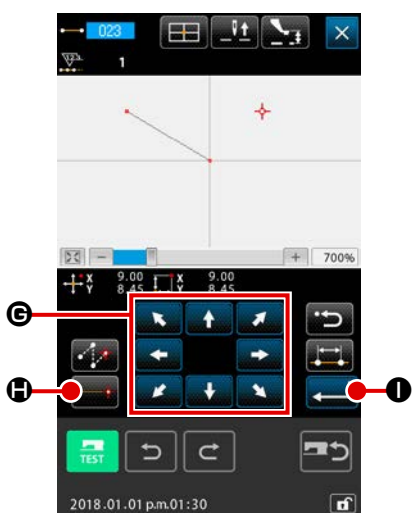 023
1
700%
X 9.00 X 9.00
Y 8.45 Y 8.45
G
H
I
TEST
2018.01.01 p.m.01:30